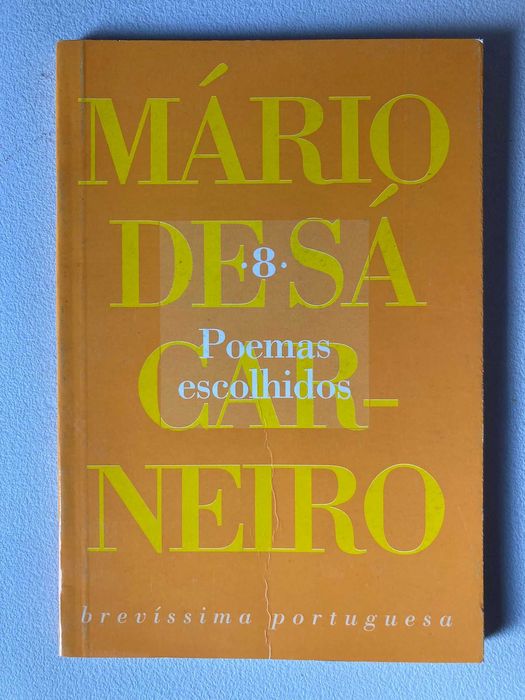 MÁRIO
DE SÁ
CAR-
NEIRO
·8·
Poemas
escolhidos
brevíssima portuguesa